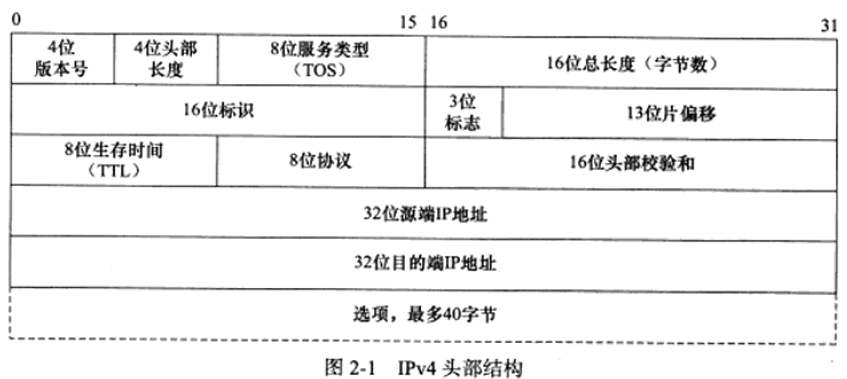 0 15 16 31
4位 4位头部 8位服务类型 16位总长度（字节数）
版本号 长度 （TOS）
16位标识 3位 13位片偏移
标志
8位生存时间 8位协议 16位头部校验和
（TTL）
32位源端IP地址
32位目的端IP地址
选项，最多40字节
图 2-1 IPv4 头部结构